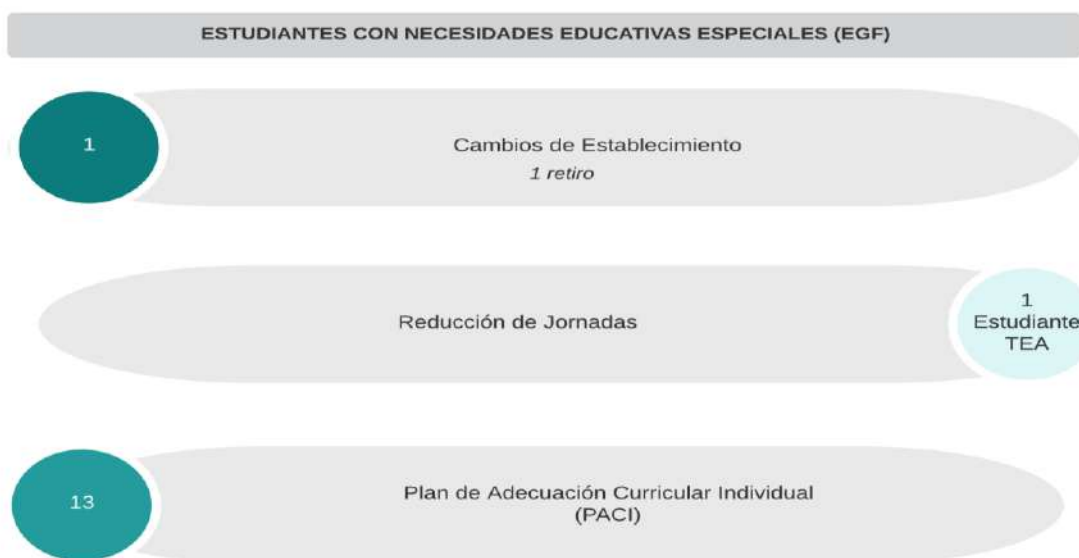 ESTUDIANTES CON NECESIDADES EDUCATIVAS ESPECIALES (EGF)
1
Cambios de Establecimiento
1 retiro
Reducción de Jornadas
1
Estudiante
TEA
13
Plan de Adecuación Curricular Individual
(PACI)